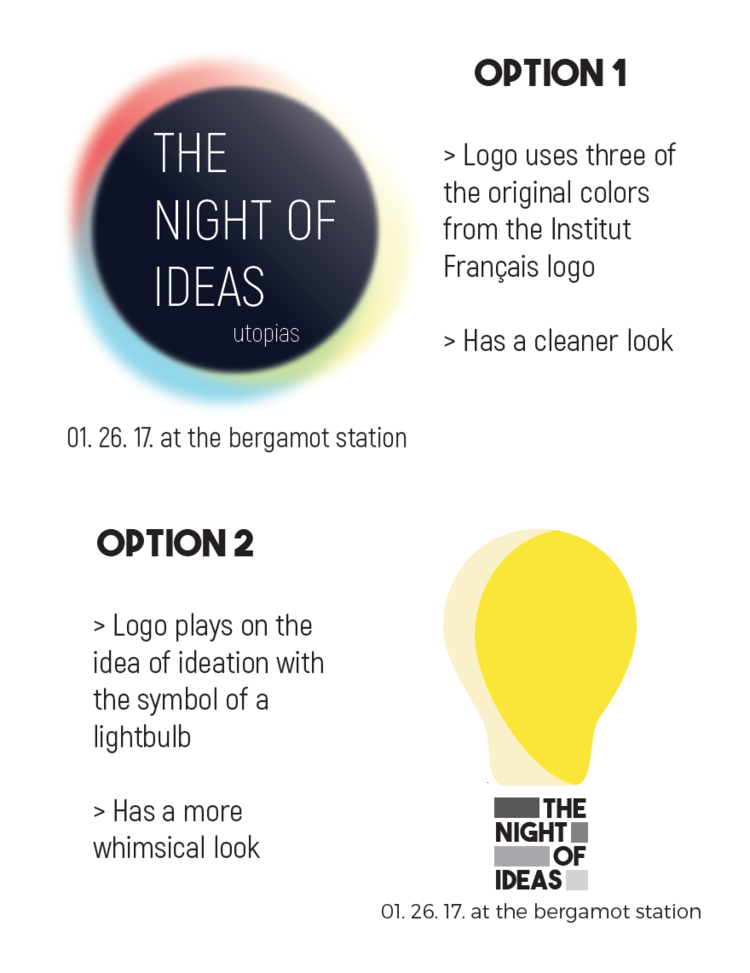 THE
NIGHT OF
IDEAS
utopias
01. 26. 17. at the bergamot station
OPTION 1
> Logo uses three of
the original colors
from the Institut
Français logo
> Has a cleaner look
OPTION 2
> Logo plays on the
idea of ideation with
the symbol of a
lightbulb
> Has a more
whimsical look
THE
NIGHT
OF
IDEAS
01. 26. 17. at the bergamot station